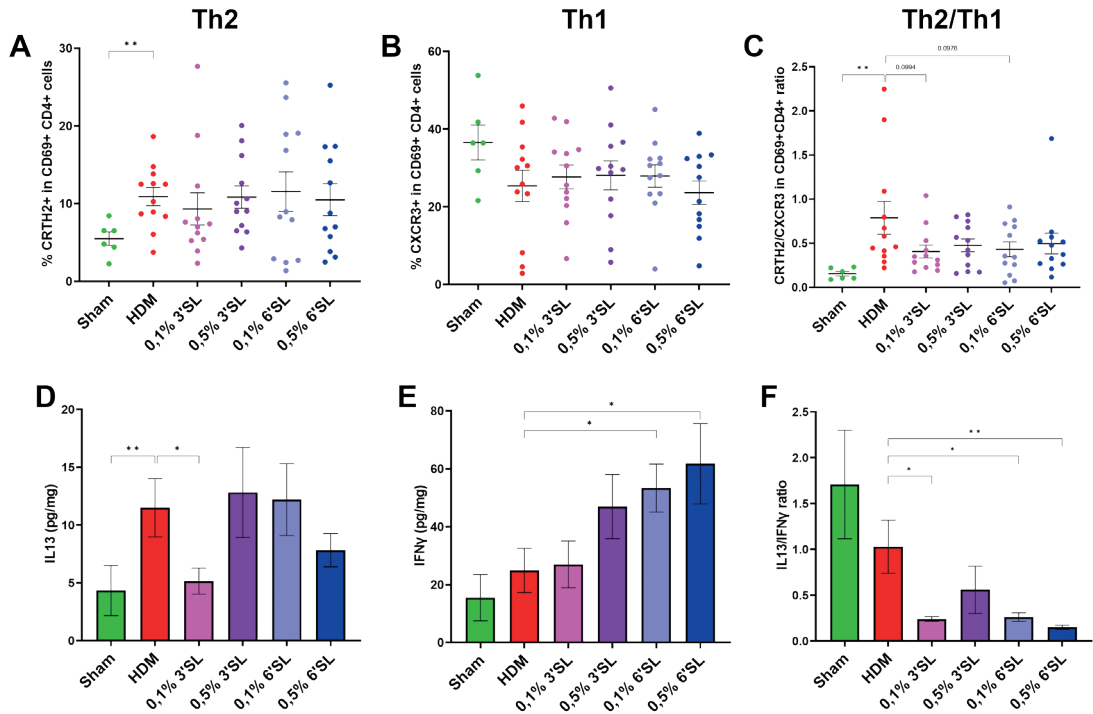 Th2
Th1
Th2/Th1
A
% CRTH2+ in CD69+ CD4+ cells
30
20
10
0
**
Sham
HDM
0,1% 3'SL
0,5% 3'SL
0,1% 6'SL
0,5% 6'SL
B
% CXCR3+ in CD69+ CD4+ cells
60
40
20
0
Sham
HDM
0,1% 3'SL
0,5% 3'SL
0,1% 6'SL
0,5% 6'SL
C
CRTH2/CXCR3 in CD69+CD4+ ratio
2.5
2.0
1.5
1.0
0.5
0.0
0.0976
**
0.0994
Sham
HDM
0,1% 3'SL
0,5% 3'SL
0,1% 6'SL
0,5% 6'SL
D
IL13 (pg/mg)
20
15
10
5
0
**
*
Sham
HDM
0,1% 3'SL
0,5% 3'SL
0,1% 6'SL
0,5% 6'SL
E
IFNγ (pg/mg)
80
60
40
20
0
*
*
Sham
HDM
0,1% 3'SL
0,5% 3'SL
0,1% 6'SL
0,5% 6'SL
F
IL13/IFNγ ratio
2.5
2.0
1.5
1.0
0.5
0.0
**
*
*
Sham
HDM
0,1% 3'SL
0,5% 3'SL
0,1% 6'SL
0,5% 6'SL